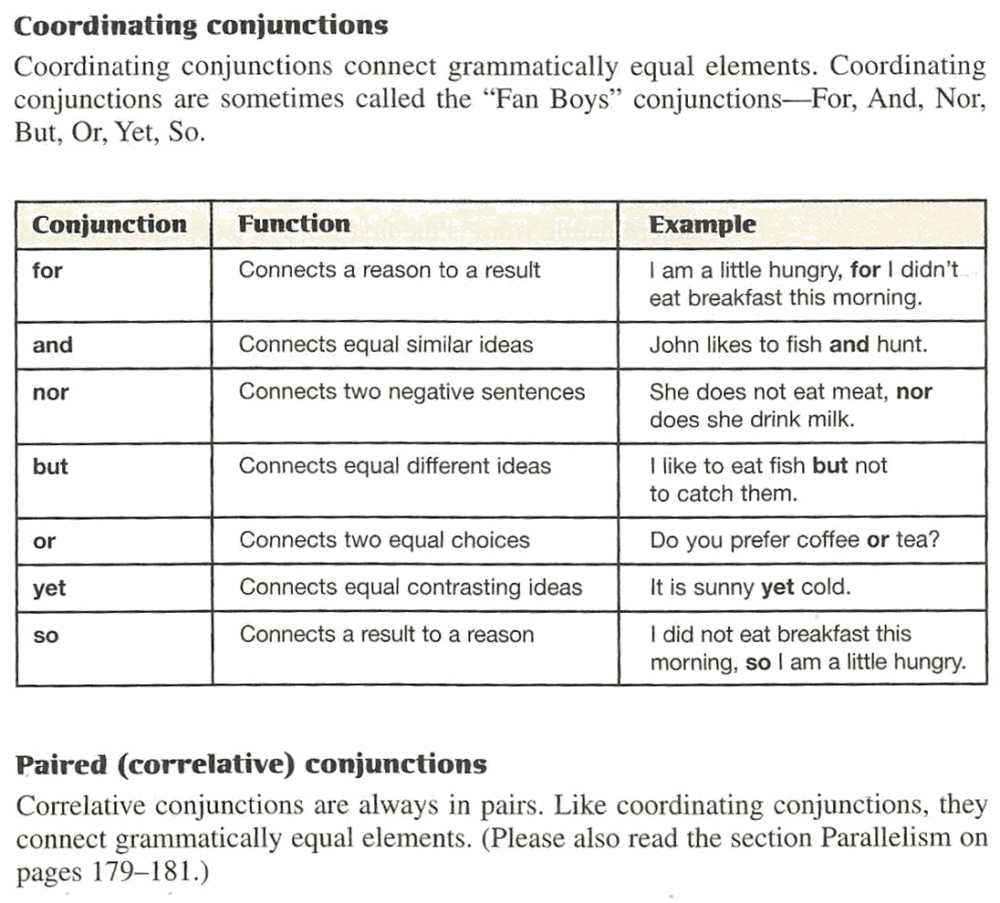 Coordinating conjunctions
Coordinating conjunctions connect grammatically equal elements. Coordinating
conjunctions are sometimes called the “Fan Boys” conjunctions—For, And, Nor,
But, Or, Yet, So.
Conjunction Function Example
for Connects a reason to a result I am a little hungry, for I didn’t
eat breakfast this morning.
and Connects equal similar ideas John likes to fish and hunt.
nor Connects two negative sentences She does not eat meat, nor
does she drink milk.
but Connects equal different ideas I like to eat fish but not
to catch them.
or Connects two equal choices Do you prefer coffee or tea?
yet Connects equal contrasting ideas It is sunny yet cold.
so Connects a result to a reason I did not eat breakfast this
morning, so I am a little hungry.
Paired (correlative) conjunctions
Correlative conjunctions are always in pairs. Like coordinating conjunctions, they
connect grammatically equal elements. (Please also read the section Parallelism on
pages 179–181.)